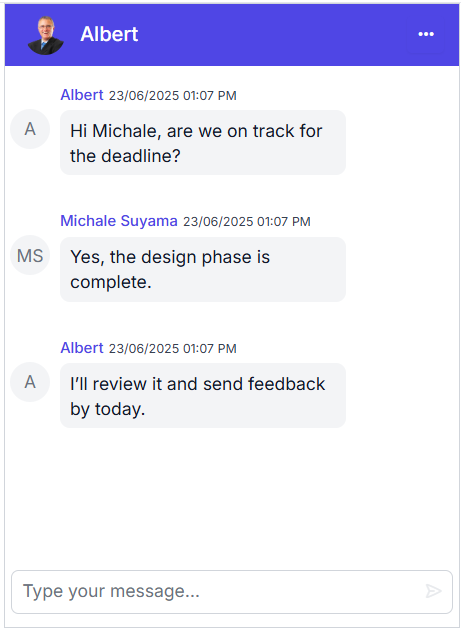 Albert
Albert 23/06/2025 01:07 PM
A
Hi Michale, are we on track for
the deadline?
Michale Suyama 23/06/2025 01:07 PM
MS
Yes, the design phase is
complete.
Albert 23/06/2025 01:07 PM
A
I’ll review it and send feedback
by today.
Type your message...